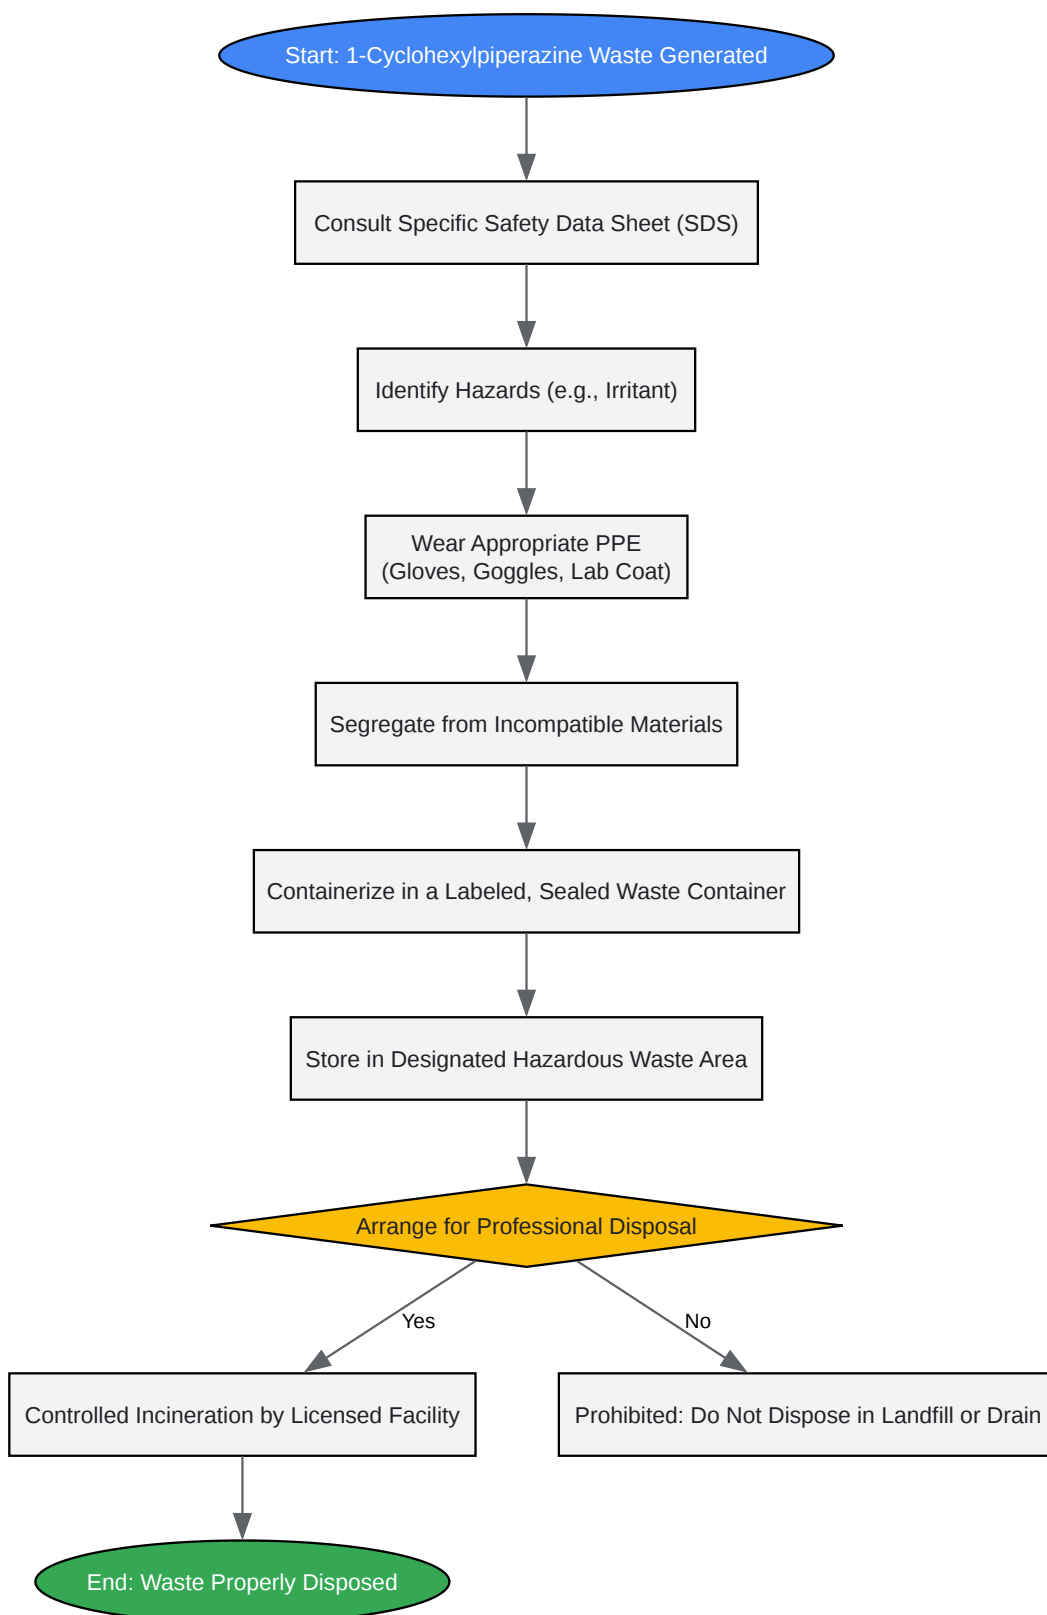 Start: 1-Cyclohexylpiperazine Waste Generated
Consult Specific Safety Data Sheet (SDS)
Identify Hazards (e.g., Irritant)
Wear Appropriate PPE
(Gloves, Goggles, Lab Coat)
Segregate from Incompatible Materials
Containerize in a Labeled, Sealed Waste Container
Store in Designated Hazardous Waste Area
Arrange for Professional Disposal
Yes
No
Controlled Incineration by Licensed Facility
Prohibited: Do Not Dispose in Landfill or Drain
End: Waste Properly Disposed